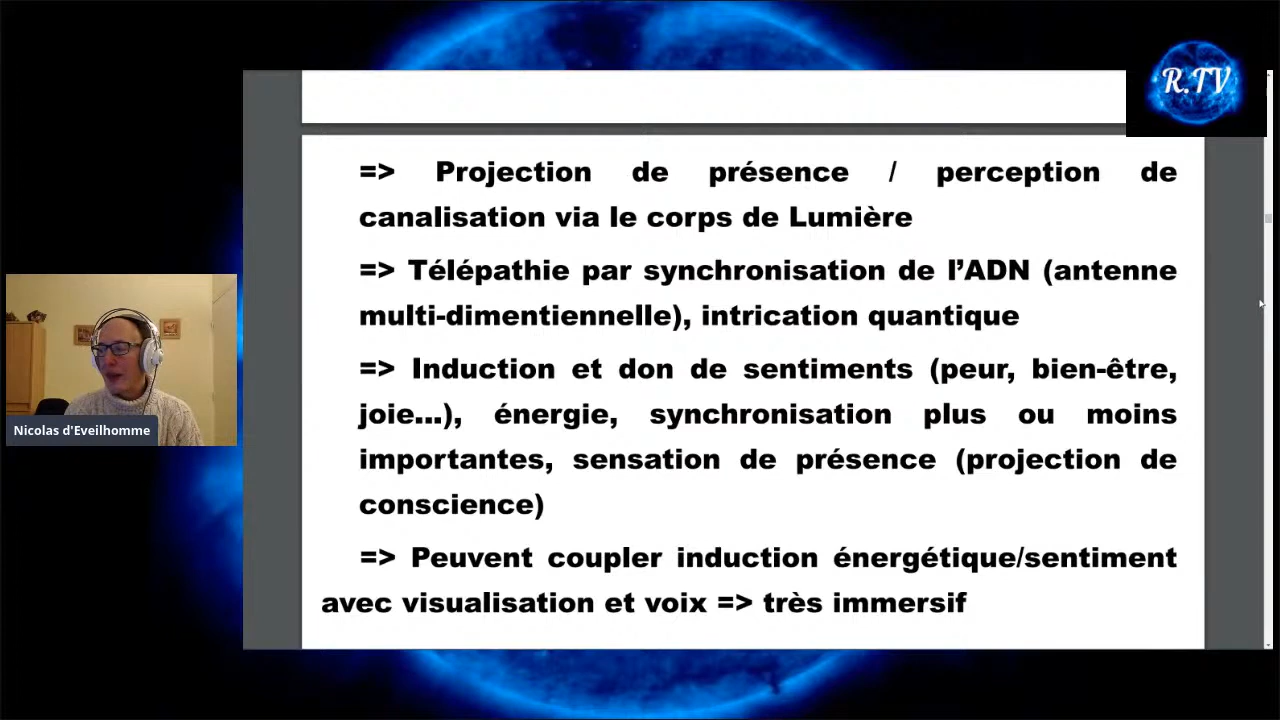 R.TV
=> Projection de présence / perception de
canalisation via le corps de Lumière
=> Télépathie par synchronisation de l’ADN (antenne
multi-dimentiennelle), intrication quantique
=> Induction et don de sentiments (peur, bien-être,
joie...), énergie, synchronisation plus ou moins
importantes, sensation de présence (projection de
conscience)
=> Peuvent coupler induction énergétique/sentiment
avec visualisation et voix => très immersif
Nicolas d'Eveilhomme